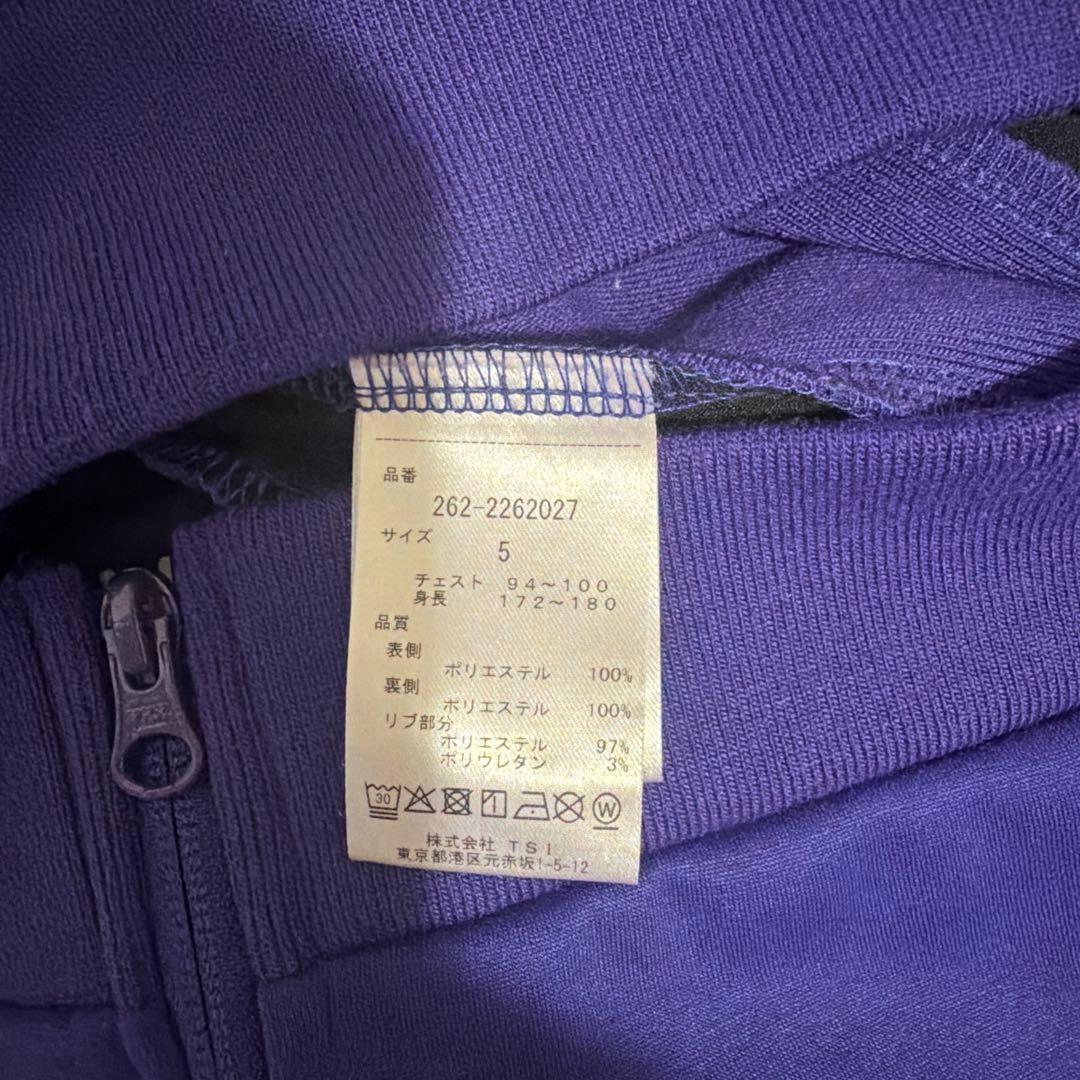 品番
262-2262027
サイズ
5
チェスト 94~100
身長 172~180
品質
表側
ポリエステル 100%
裏側
ポリエステル 100%
リブ部分
ポリエステル 97%
ポリウレタン 3%
30 1 W
株式会社 TSI
東京都港区元赤坂1-5-12